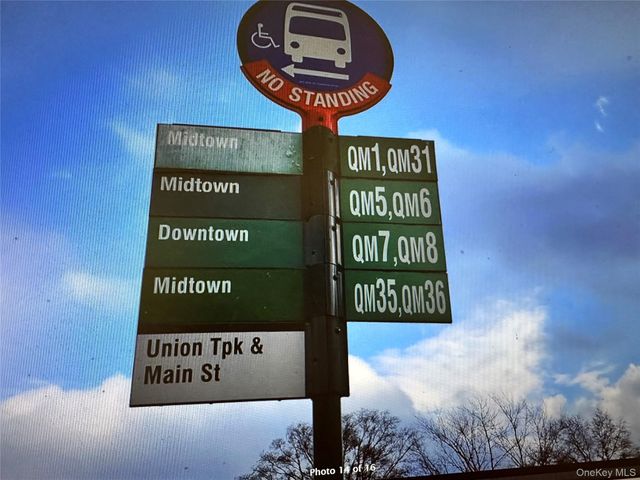 NO STANDING
Midtown QM1,QM31
Midtown QM5,QM6
Downtown QM7,QM8
Midtown QM35,QM36
Union Tpk &
Main St
Photo 14 of 16
OneKey MLS